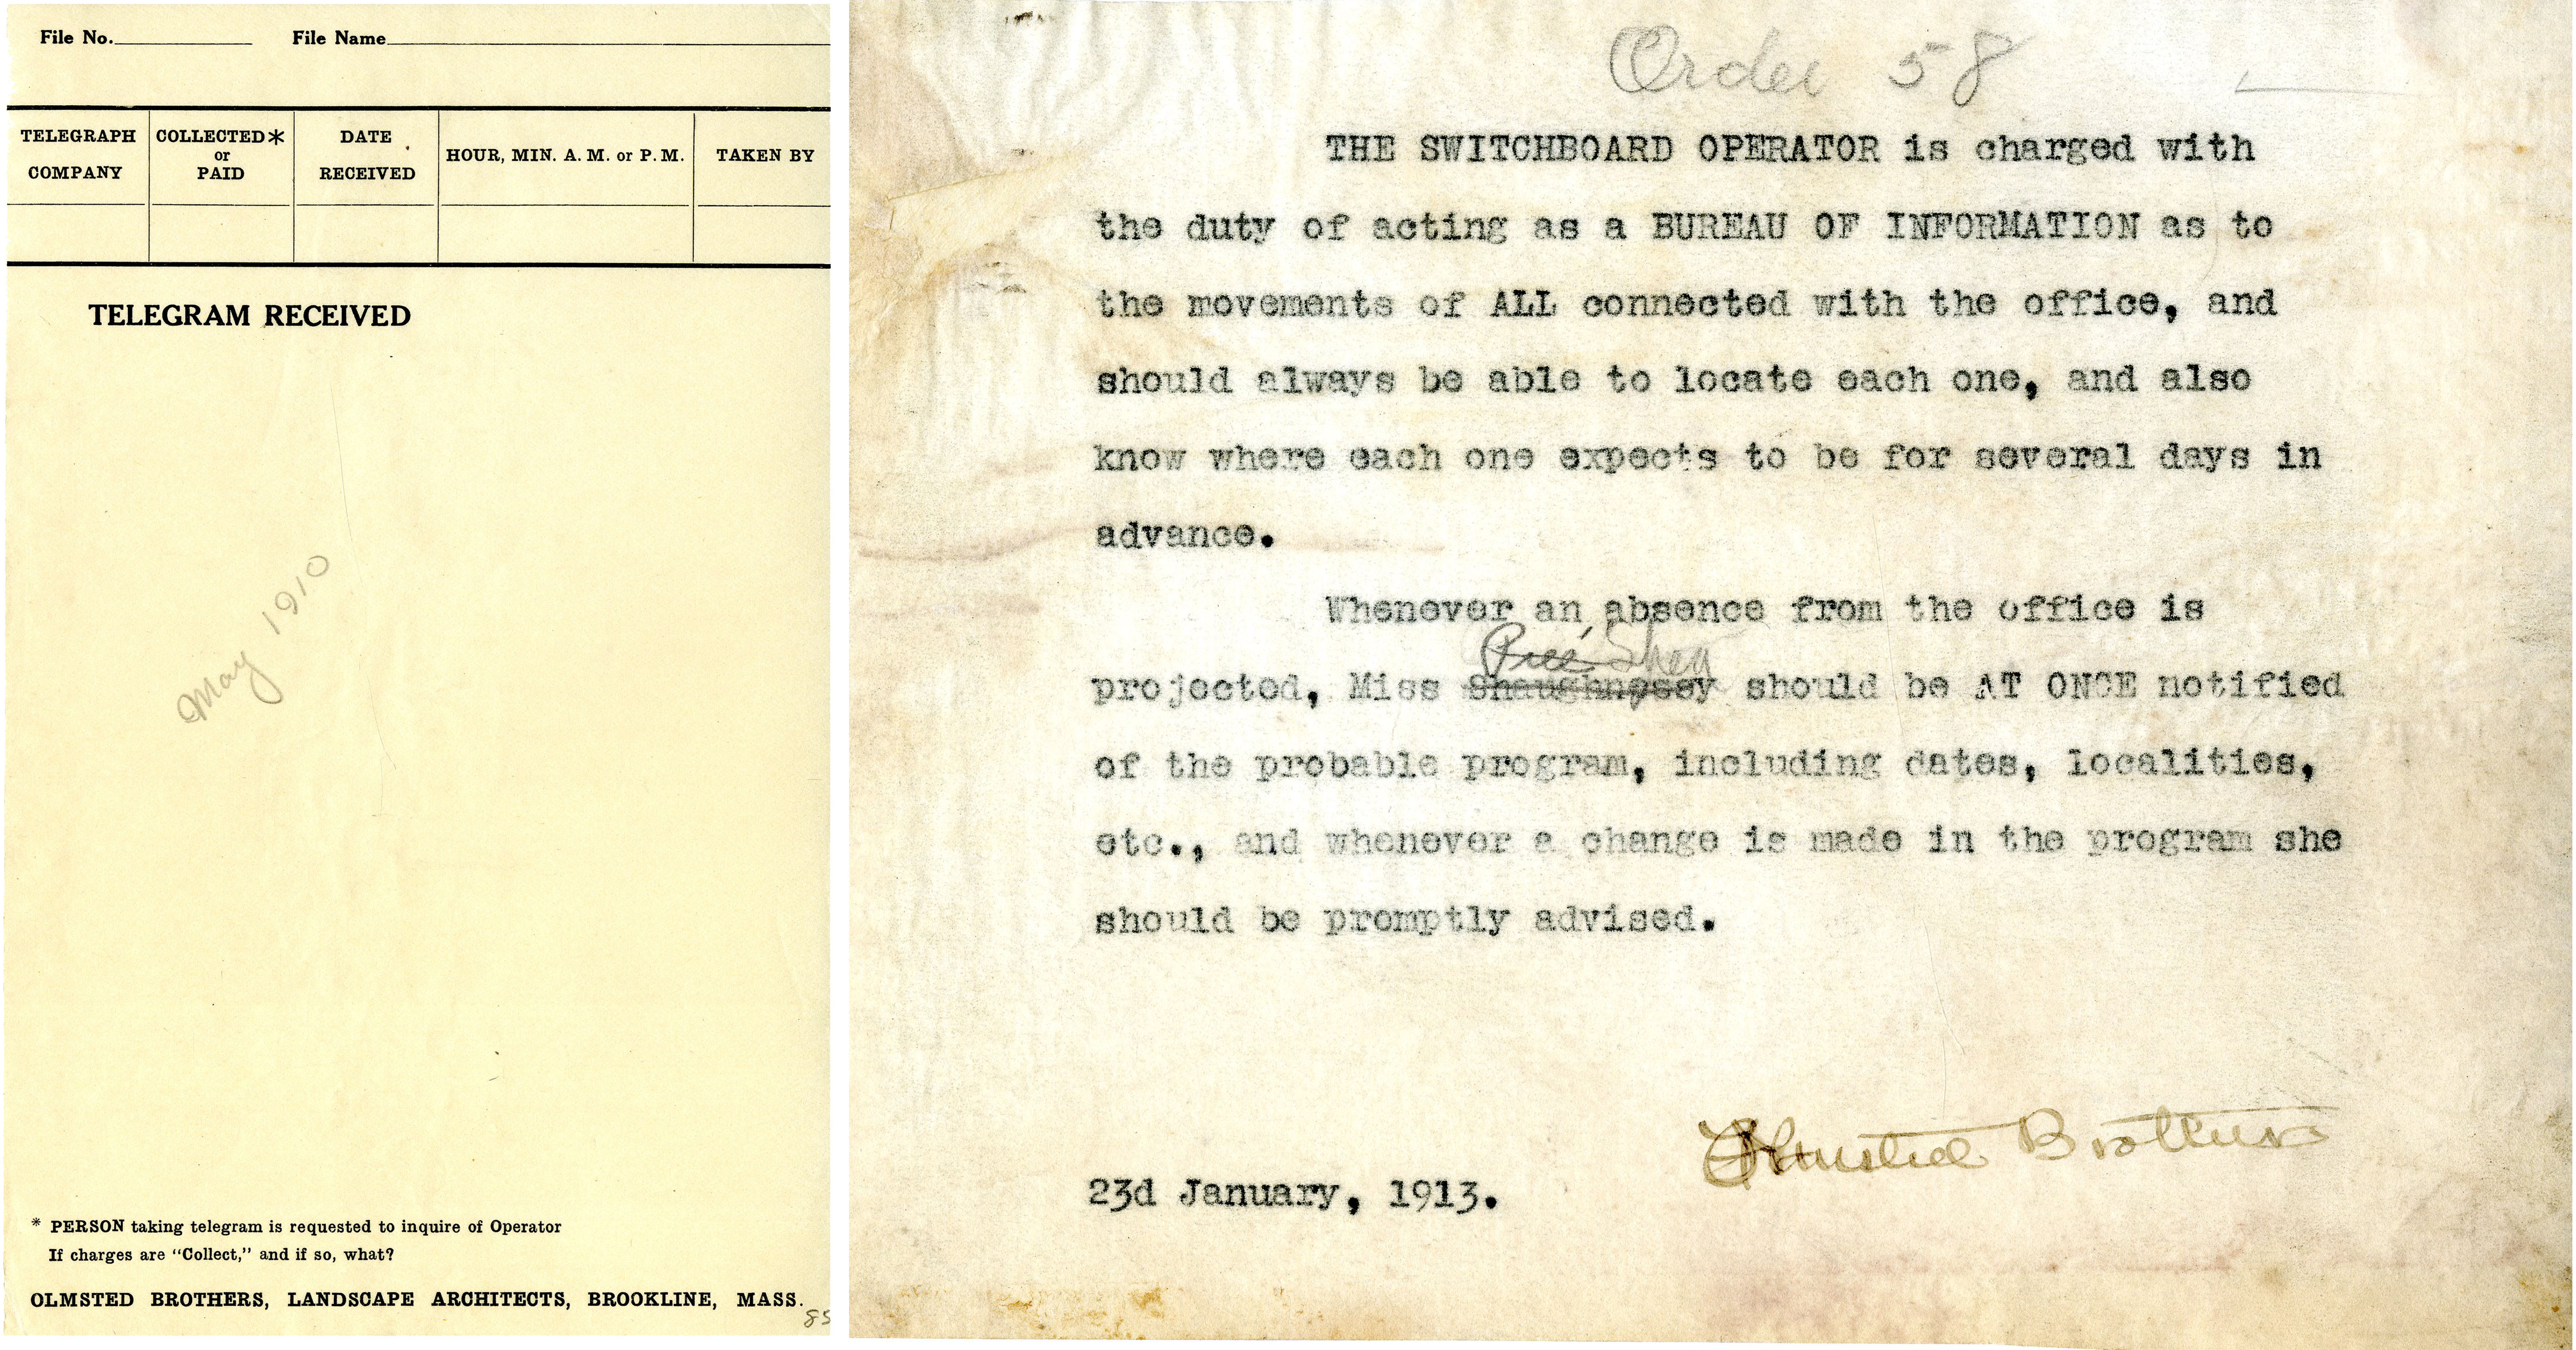 File No. File Name
TELEGRAPH COMPANY
COLLECTED* or PAID
DATE RECEIVED
HOUR, MIN. A. M. or P. M.
TAKEN BY
TELEGRAM RECEIVED
May 1910
* PERSON taking telegram is requested to inquire of Operator
If charges are "Collect," and if so, what?
OLMSTED BROTHERS, LANDSCAPE ARCHITECTS, BROOKLINE, MASS.
85
Order 58
THE SWITCHBOARD OPERATOR is charged with
the duty of acting as a BUREAU OF INFORMATION as to
the movements of ALL connected with the office, and
should always be able to locate each one, and also
know where each one expects to be for several days in
advance.
Whenever an absence from the office is
Shea
projected, Miss Shaughnessy should be AT ONCE notified
of the probable program, including dates, localities,
etc., and whenever a change is made in the program she
should be promptly advised.
Olmsted Brothers
23d January, 1913.